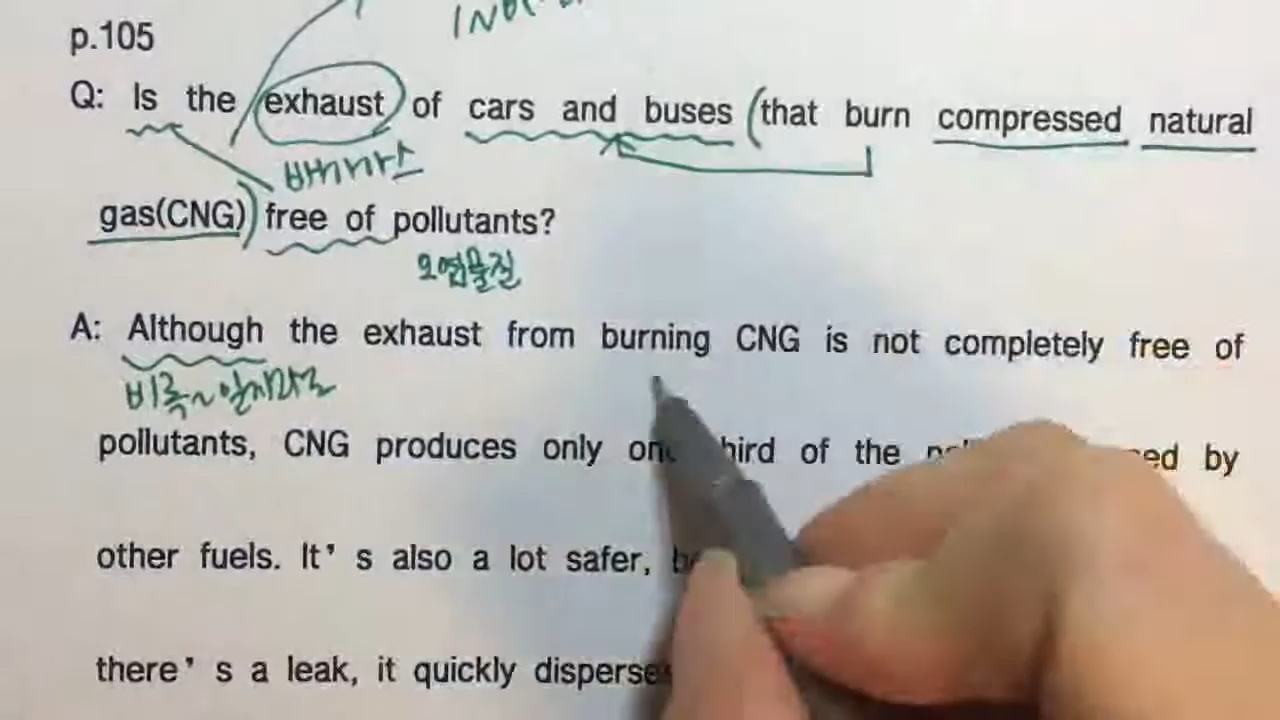 p.105
Q: Is the exhaust of cars and buses (that burn compressed natural
배기가스
gas(CNG)) free of pollutants?
오염물질
A: Although the exhaust from burning CNG is not completely free of
비록~일지라도
pollutants, CNG produces only of the by
other fuels. It's also a lot safer,
there's a leak, it quickly disperses